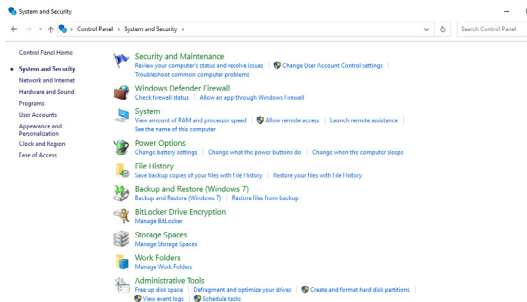 System and Security
Control Panel > System and Security >
Search Control Panel
Control Panel Home
System and Security
Network and Internet
Hardware and Sound
Programs
User Accounts
Appearance and
Personalization
Clock and Region
Ease of Access
Security and Maintenance
Review your computer's status and resolve issues | Change User Account Control settings |
Troubleshoot common computer problems
Windows Defender Firewall
Check firewall status | Allow an app through Windows Firewall
System
View amount of RAM and processor speed | Allow remote access | Launch remote assistance |
See the name of this computer
Power Options
Change battery settings | Change what the power buttons do | Change when the computer sleeps
File History
Save backup copies of your files with File History | Restore your files with File History
Backup and Restore (Windows 7)
Backup and Restore (Windows 7) | Restore files from backup
BitLocker Drive Encryption
Manage BitLocker
Storage Spaces
Manage Storage Spaces
Work Folders
Manage Work Folders
Administrative Tools
Free up disk space | Defragment and optimize your drives | Create and format hard disk partitions |
View event logs | Schedule tasks